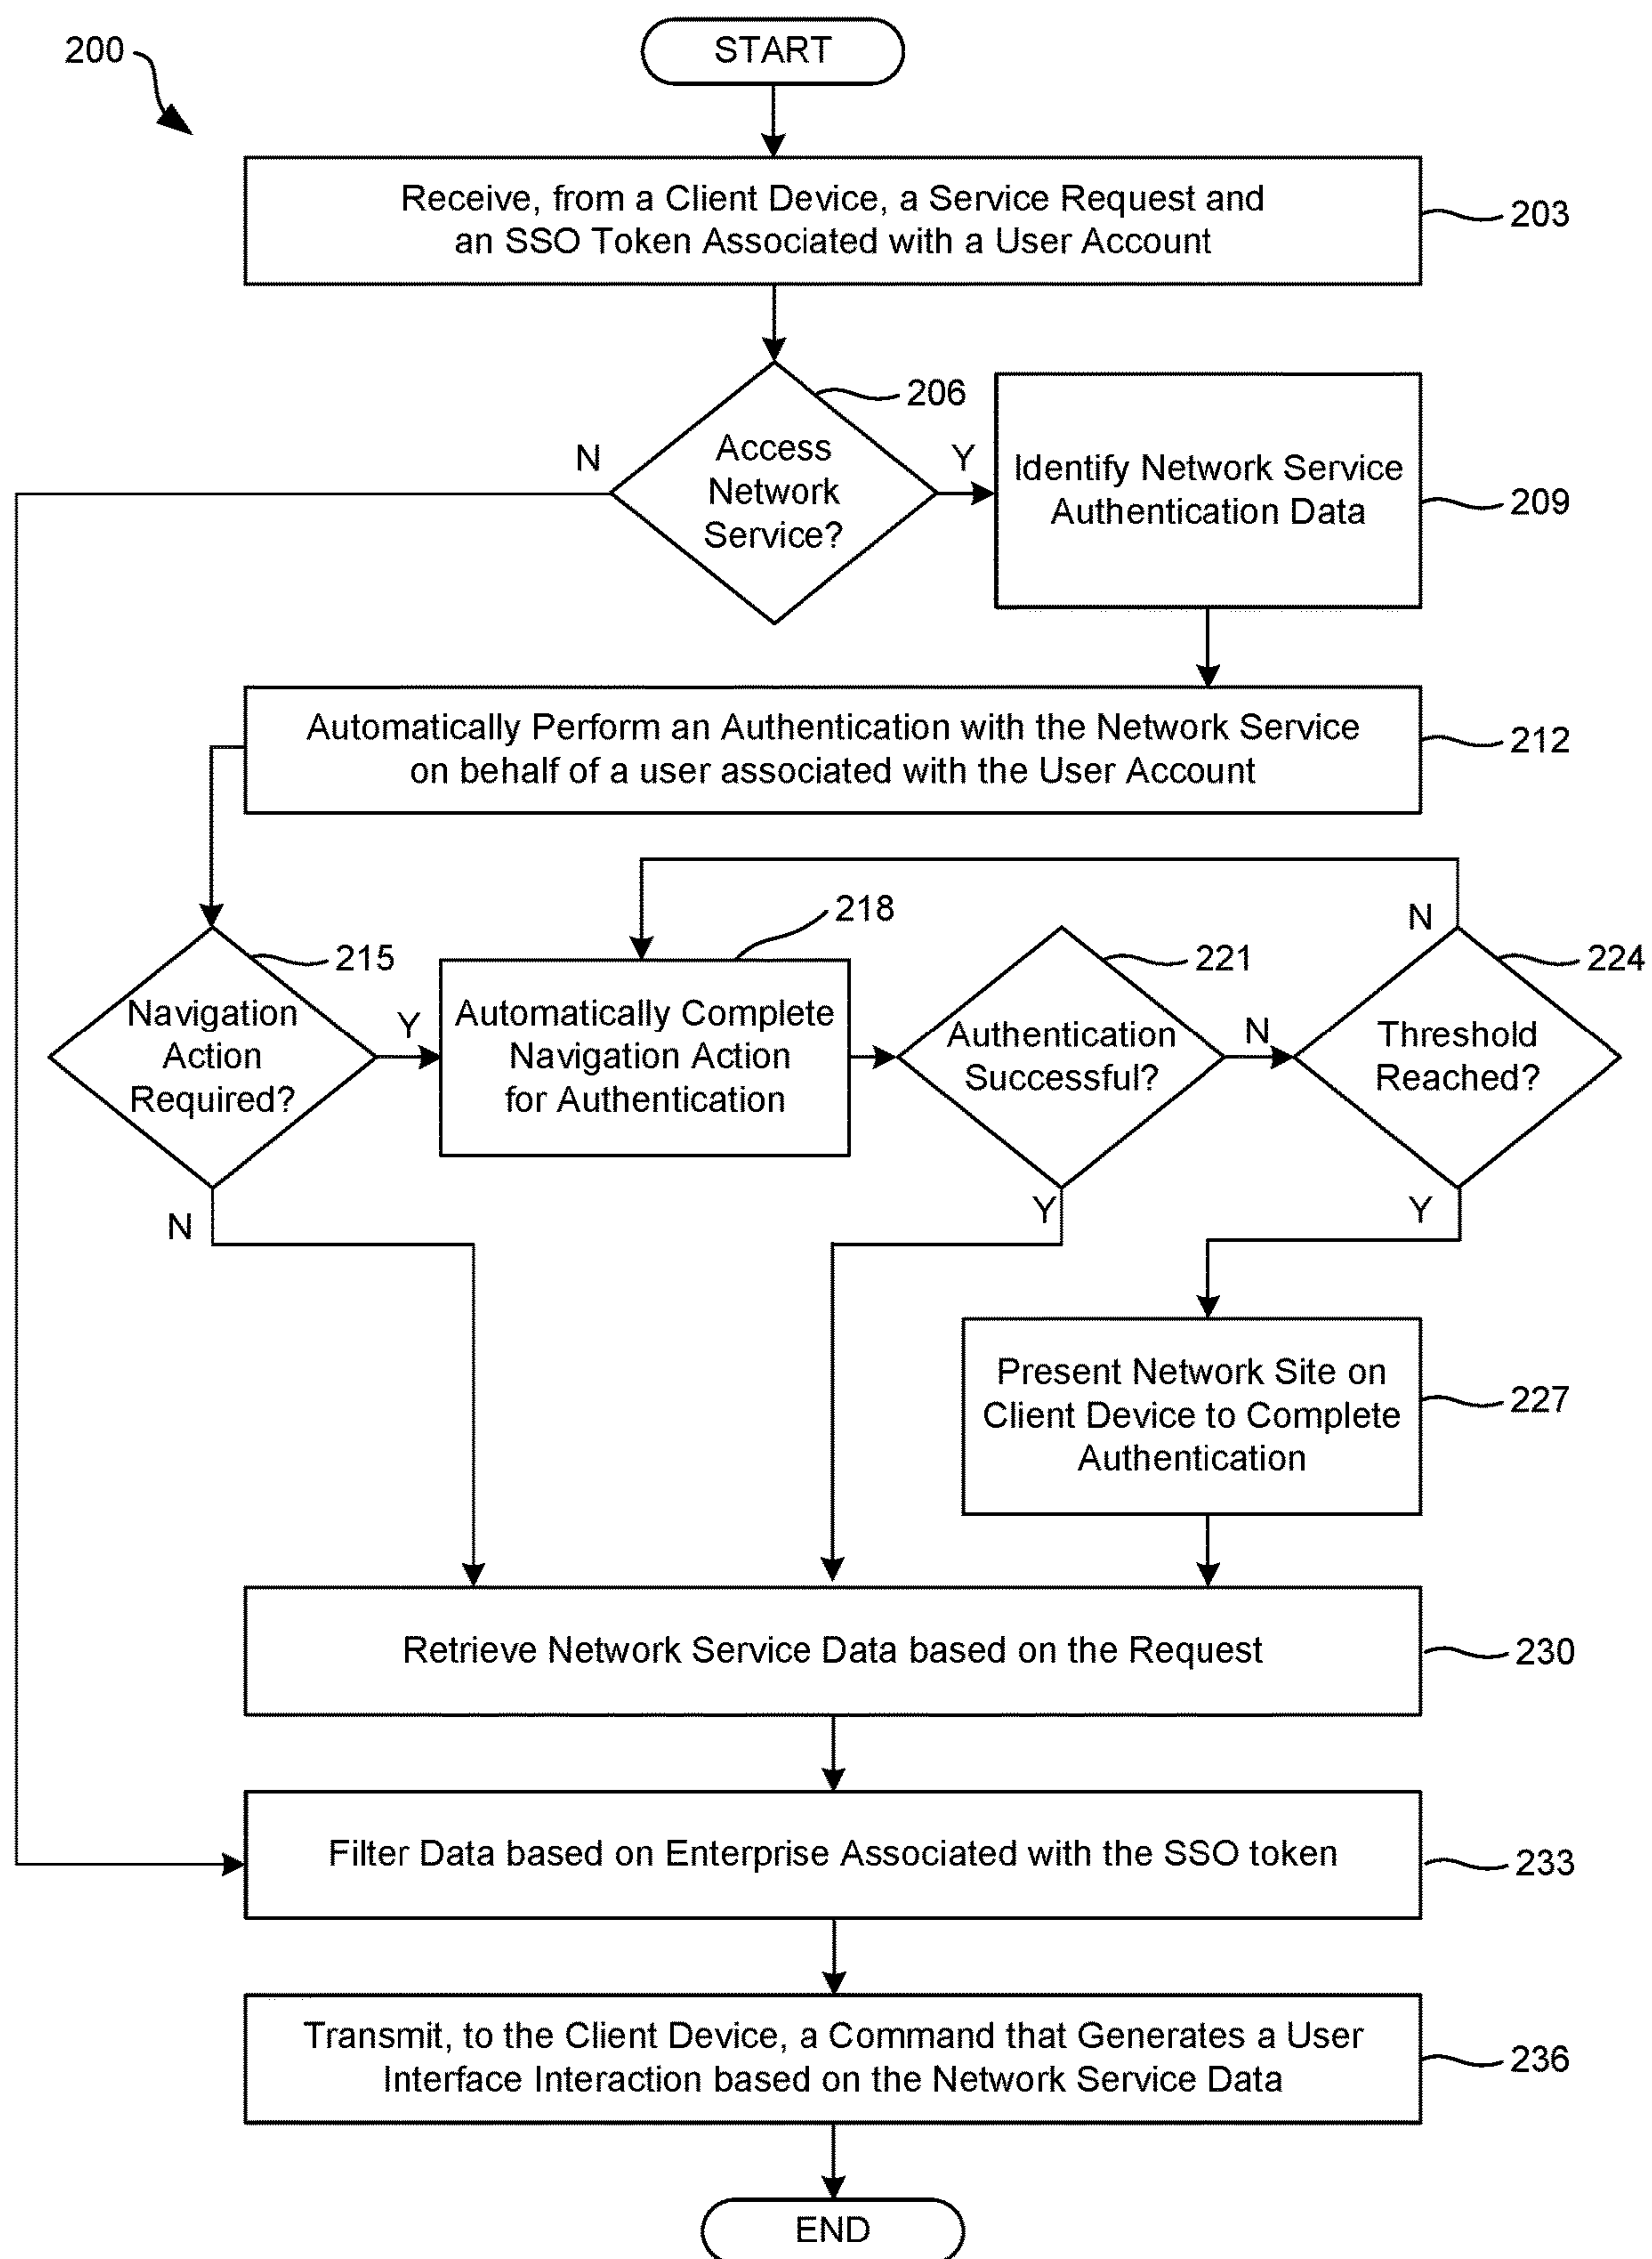 200
START
Receive, from a Client Device, a Service Request and
an SSO Token Associated with a User Account
203
206
Access
Network
Service?
N
Y
Identify Network Service
Authentication Data
209
Automatically Perform an Authentication with the Network Service
on behalf of a user associated with the User Account
212
215
Navigation
Action
Required?
Y
N
218
Automatically Complete
Navigation Action
for Authentication
221
Authentication
Successful?
N
Y
224
Threshold
Reached?
N
Y
Present Network Site on
Client Device to Complete
Authentication
227
Retrieve Network Service Data based on the Request
230
Filter Data based on Enterprise Associated with the SSO token
233
Transmit, to the Client Device, a Command that Generates a User
Interface Interaction based on the Network Service Data
236
END